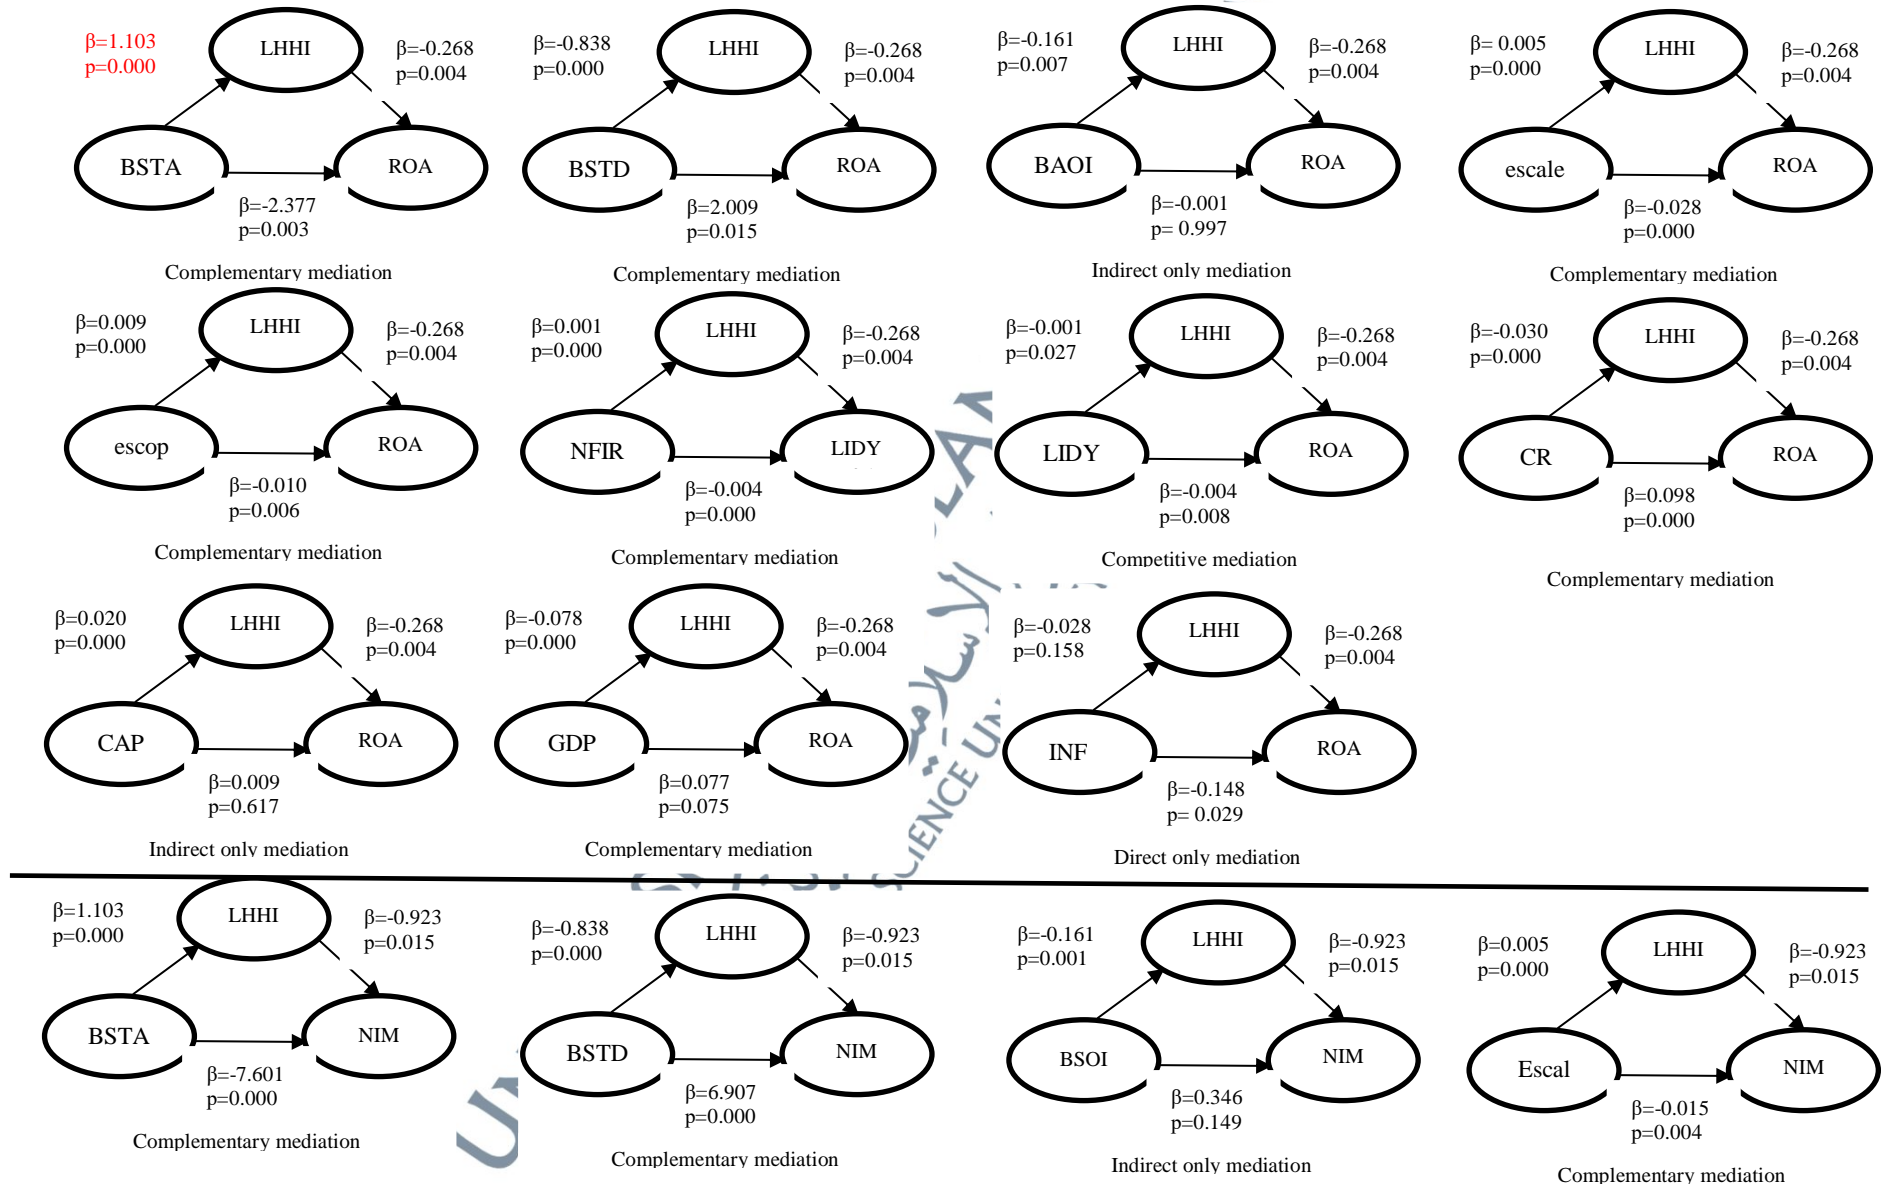 β=1.103
p=0.000
LHHI
β=-0.268
p=0.004
BSTA
ROA
β=-2.377
p=0.003
Complementary mediation
β=-0.838
p=0.000
LHHI
β=-0.268
p=0.004
BSTD
ROA
β=2.009
p=0.015
Complementary mediation
β=-0.161
p=0.007
LHHI
β=-0.268
p=0.004
BAOI
ROA
β=-0.001
p= 0.997
Indirect only mediation
β= 0.005
p=0.000
LHHI
β=-0.268
p=0.004
escale
ROA
β=-0.028
p=0.000
Complementary mediation
β=0.009
p=0.000
LHHI
β=-0.268
p=0.004
escop
ROA
β=-0.010
p=0.006
Complementary mediation
β=0.001
p=0.000
LHHI
β=-0.268
p=0.004
NFIR
LIDY
β=-0.004
p=0.000
Complementary mediation
β=-0.001
p=0.027
LHHI
β=-0.268
p=0.004
LIDY
ROA
β=-0.004
p=0.008
Competitive mediation
β=-0.030
p=0.000
LHHI
β=-0.268
p=0.004
CR
ROA
β=0.098
p=0.000
Complementary mediation
β=0.020
p=0.000
LHHI
β=-0.268
p=0.004
CAP
ROA
β=0.009
p=0.617
Indirect only mediation
β=-0.078
p=0.000
LHHI
β=-0.268
p=0.004
GDP
ROA
β=0.077
p=0.075
Complementary mediation
β=-0.028
p=0.158
LHHI
β=-0.268
p=0.004
INF
ROA
β=-0.148
p= 0.029
Direct only mediation
β=1.103
p=0.000
LHHI
β=-0.923
p=0.015
BSTA
NIM
β=-7.601
p=0.000
Complementary mediation
β=-0.838
p=0.000
LHHI
β=-0.923
p=0.015
BSTD
NIM
β=6.907
p=0.000
Complementary mediation
β=-0.161
p=0.001
LHHI
β=-0.923
p=0.015
BSOI
NIM
β=0.346
p=0.149
Indirect only mediation
β=0.005
p=0.000
LHHI
β=-0.923
p=0.015
Escal
NIM
β=-0.015
p=0.004
Complementary mediation